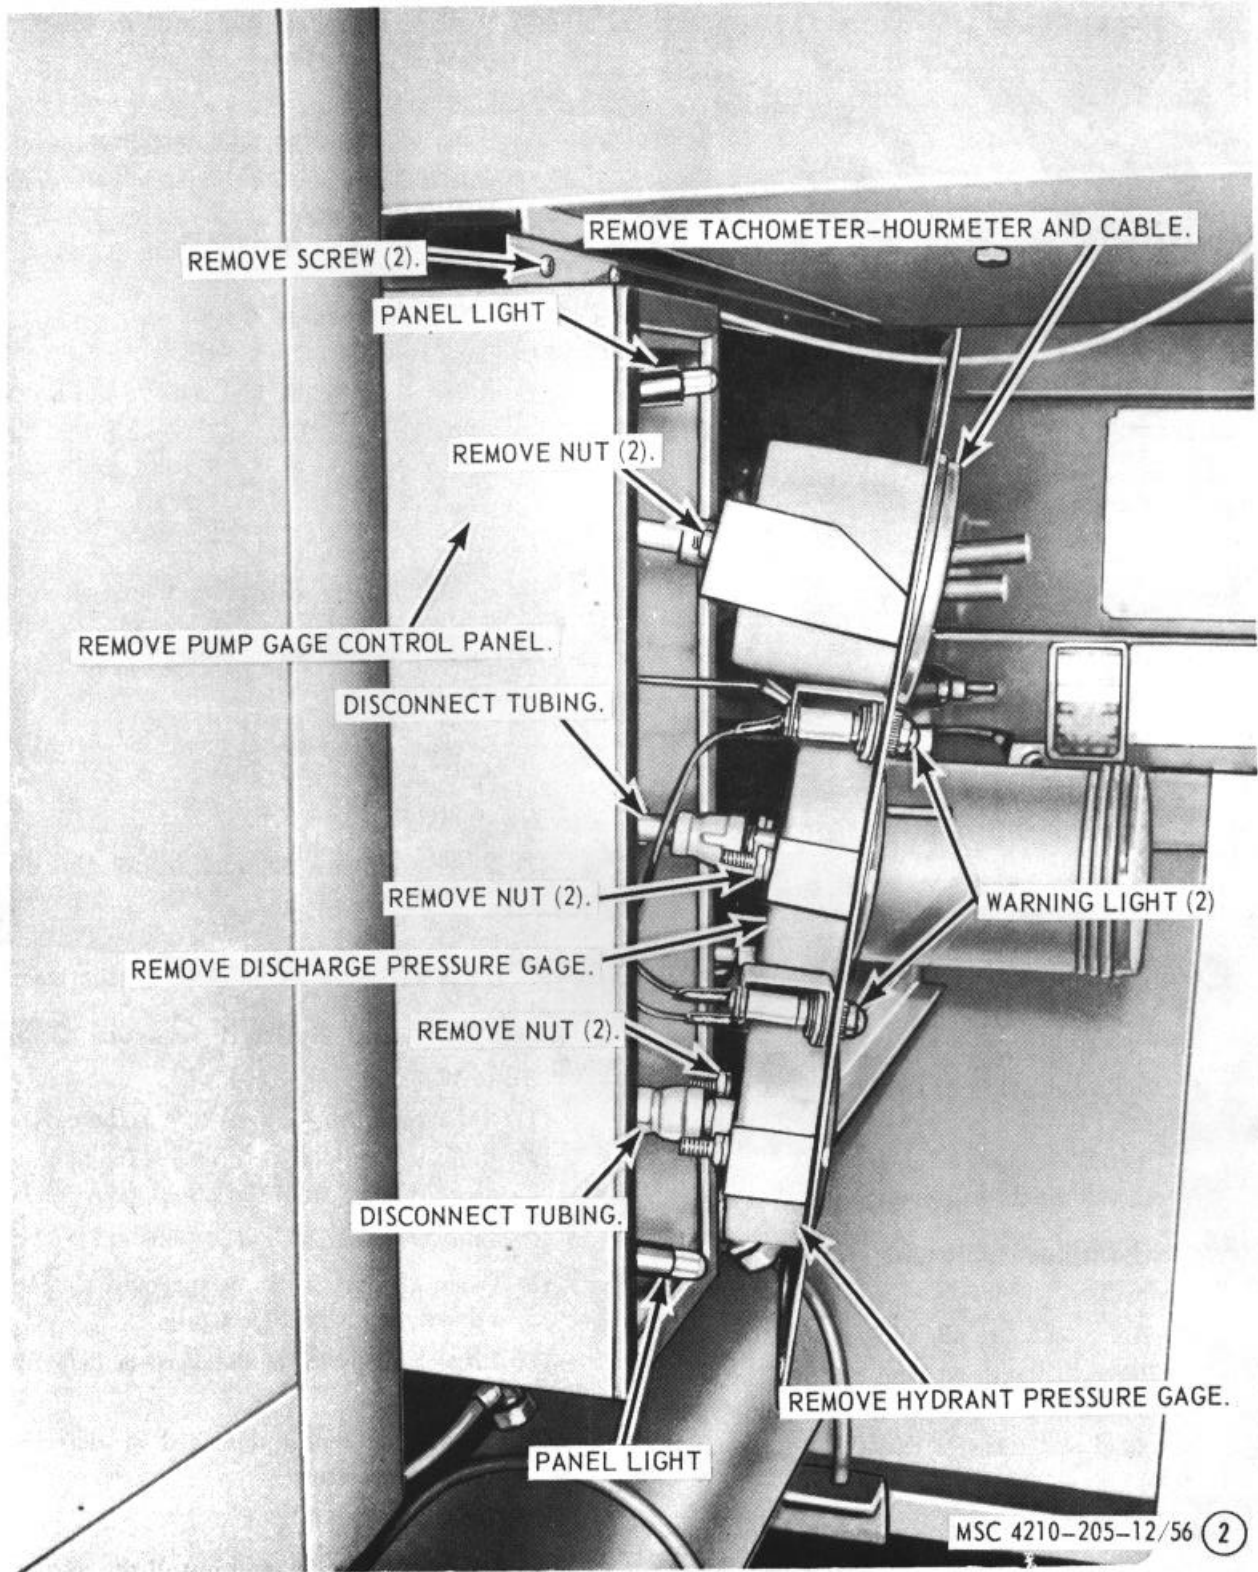 REMOVE TACHOMETER-HOURMETER AND CABLE.
REMOVE SCREW (2).
PANEL LIGHT
REMOVE NUT (2).
REMOVE PUMP GAGE CONTROL PANEL.
DISCONNECT TUBING.
REMOVE NUT (2).
WARNING LIGHT (2)
REMOVE DISCHARGE PRESSURE GAGE.
REMOVE NUT (2).
DISCONNECT TUBING.
REMOVE HYDRANT PRESSURE GAGE.
PANEL LIGHT
MSC 4210-205-12/56 2